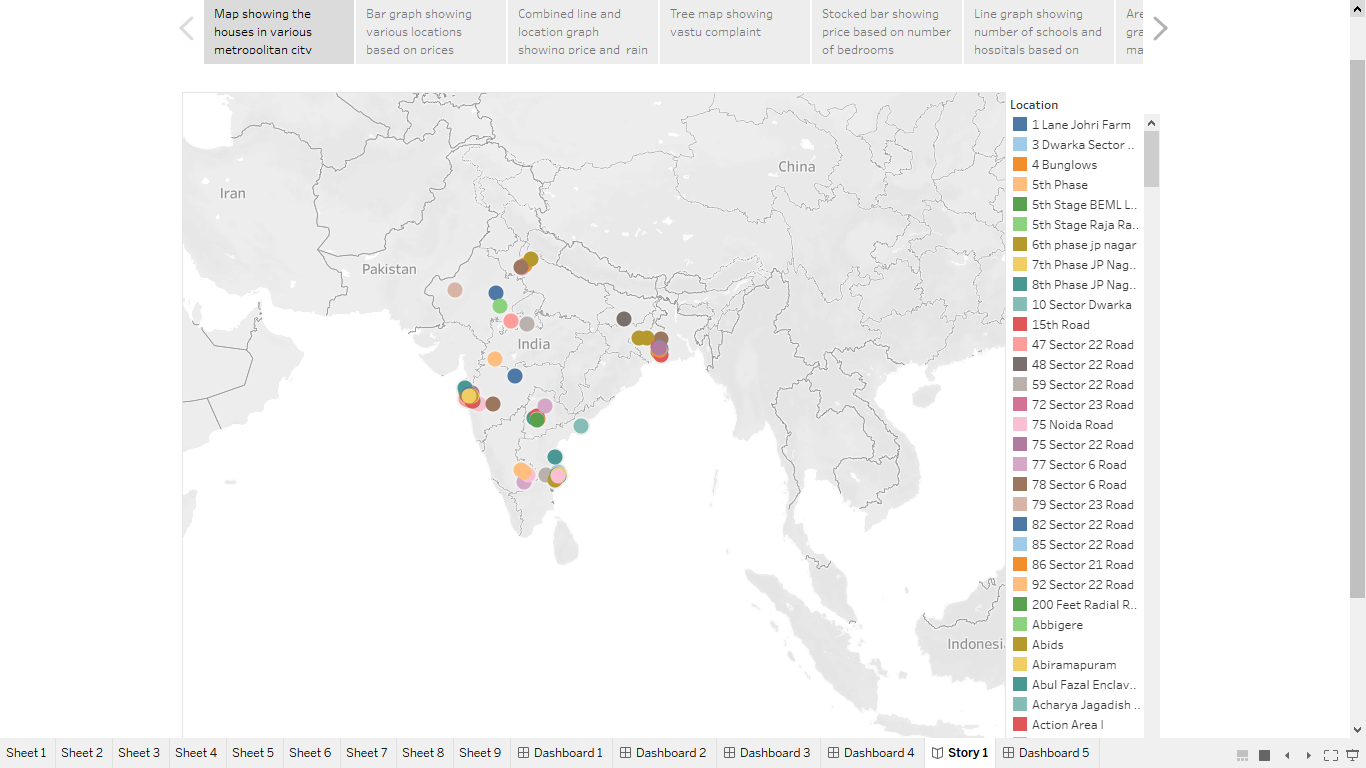 Map showing the
houses in various
metropolitan city
Bar graph showing
various locations
based on prices
Combined line and
location graph
showing price and rain
Tree map showing
vastu complaint
Stocked bar showing
price based on number
of bedrooms
Line graph showing
number of schools and
hospitals based on
Are
gra
ma
Iran
Pakistan
China
India
Indonesia
Location
1 Lane Johri Farm
3 Dwarka Sector ..
4 Bunglows
5th Phase
5th Stage BEML L..
5th Stage Raja Ra..
6th phase jp nagar
7th Phase JP Nag..
8th Phase JP Nag..
10 Sector Dwarka
15th Road
47 Sector 22 Road
48 Sector 22 Road
59 Sector 22 Road
72 Sector 23 Road
75 Noida Road
75 Sector 22 Road
77 Sector 6 Road
78 Sector 6 Road
79 Sector 23 Road
82 Sector 22 Road
85 Sector 22 Road
86 Sector 21 Road
92 Sector 22 Road
200 Feet Radial R..
Abbigere
Abids
Abiramapuram
Abul Fazal Enclav..
Acharya Jagadish ..
Action Area I
Sheet 1 Sheet 2 Sheet 3 Sheet 4 Sheet 5 Sheet 6 Sheet 7 Sheet 8 Sheet 9 Dashboard 1 Dashboard 2 Dashboard 3 Dashboard 4 Story 1 Dashboard 5